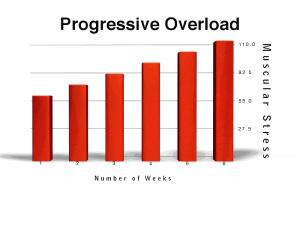 Progressive Overload
110.0
82.5
55.0
27.5
Muscular Stress
1 2 3 4 5 6
Number of Weeks